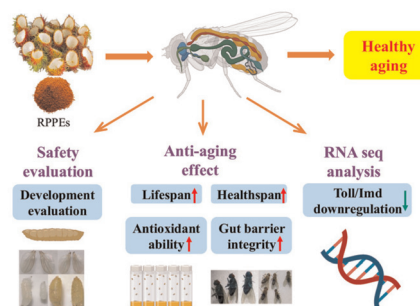 RPPEs
Healthy
aging
Safety
evaluation
Development
evaluation
Anti-aging
effect
Lifespan↑
Healthspan↑
Antioxidant
ability↑
Gut barrier
integrity↑
RNA seq
analysis
Toll/Imd
downregulation↓